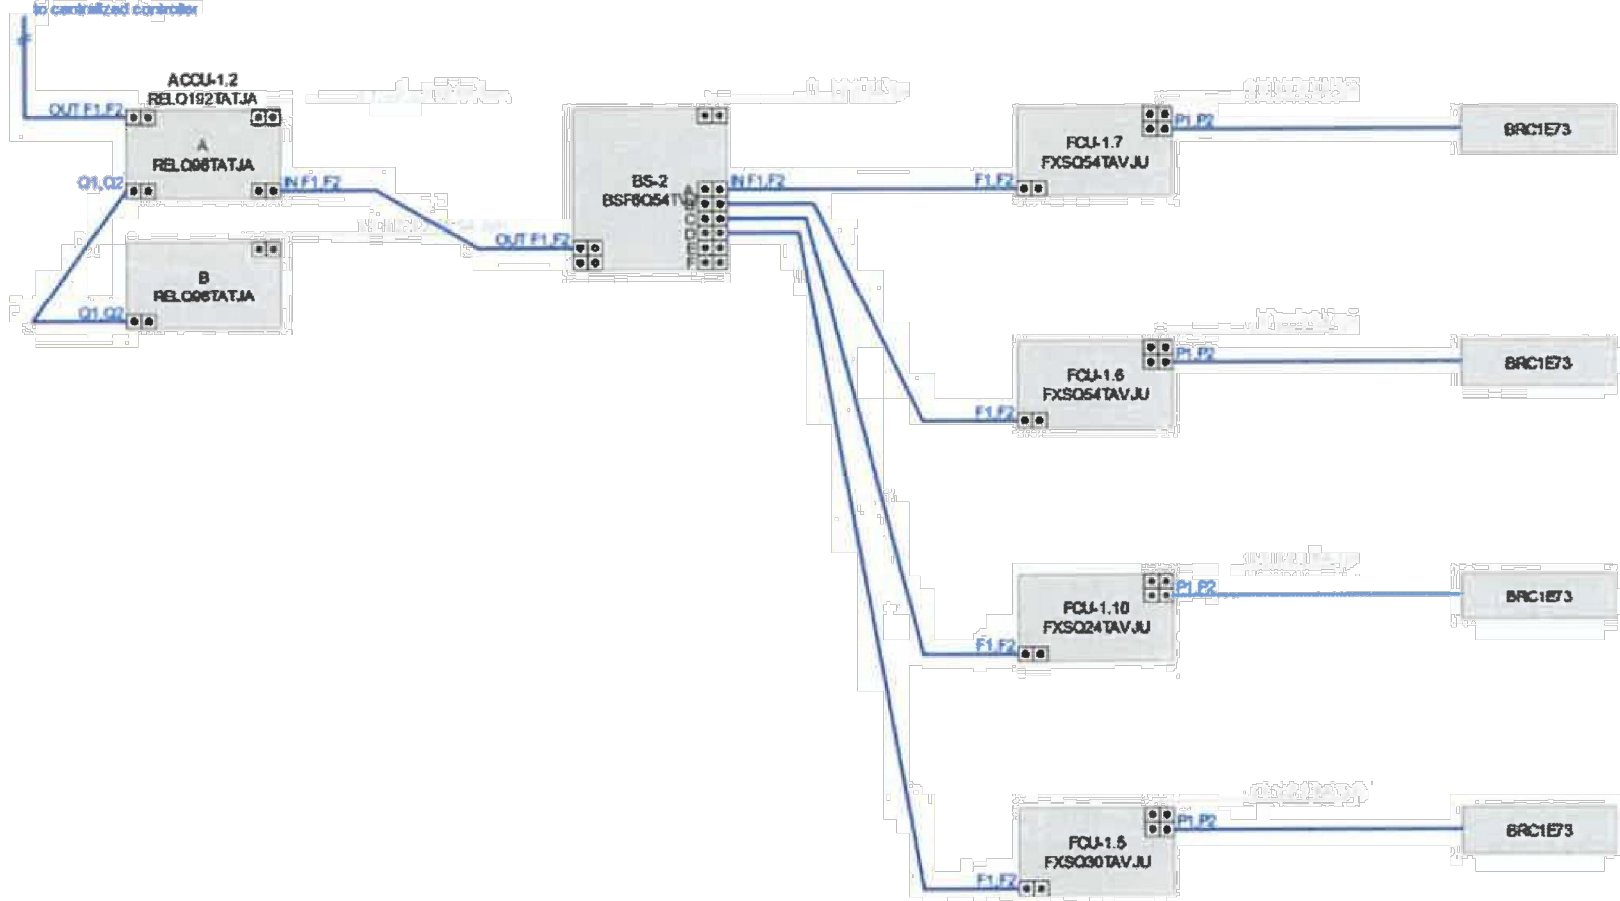 to centralized controller
ACCU-1,2
RELQ192TATJA
OUT F1,F2
A
RELQ96TATJA
Q1,Q2
IN F1,F2
B
RELQ96TATJA
Q1,Q2
OUT F1,F2
BS-2
BSF6Q54TVJ
A
C
D
E
F
IN F1,F2
F1,F2
FCU-1.7
FXSQ54TAVJU
P1,P2
BRC1E73
F1,F2
FCU-1.6
FXSQ54TAVJU
P1,P2
BRC1E73
F1,F2
FCU-1.10
FXSQ24TAVJU
P1,P2
BRC1E73
F1,F2
FCU-1.5
FXSQ30TAVJU
P1,P2
BRC1E73